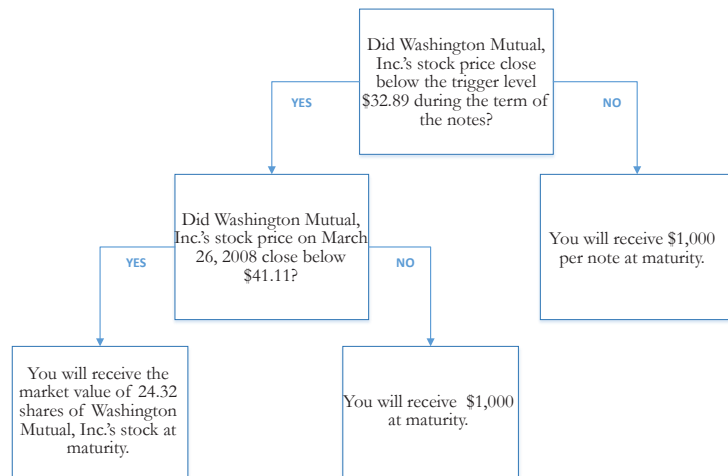 Did Washington Mutual,
Inc.'s stock price close
below the trigger level
$32.89 during the term of
the notes?
YES
NO
Did Washington Mutual,
Inc.'s stock price on March
26, 2008 close below
$41.11?
You will receive $1,000
per note at maturity.
YES
NO
You will receive the
market value of 24.32
shares of Washington
Mutual, Inc.'s stock at
maturity.
You will receive $1,000
at maturity.